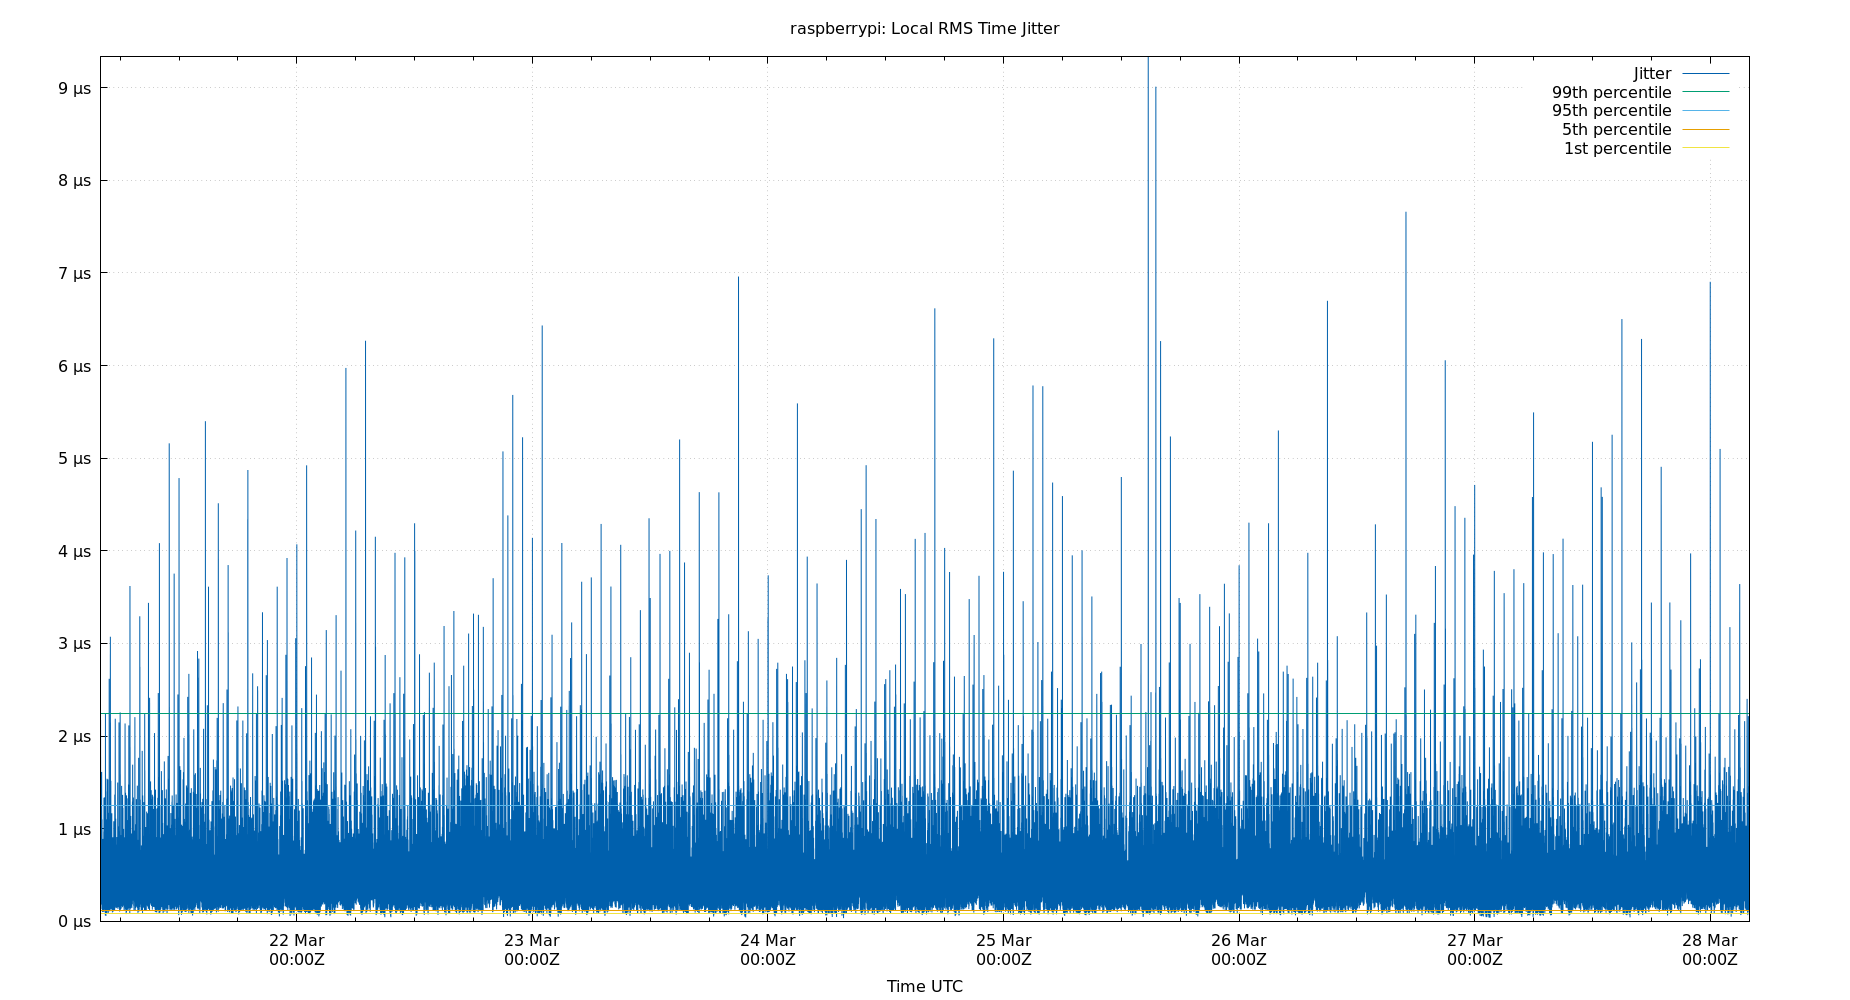 raspberrypi: Local RMS Time Jitter
Jitter
99th percentile
95th percentile
5th percentile
1st percentile
9 µs
8 µs
7 µs
6 µs
5 µs
4 µs
3 µs
2 µs
1 µs
0 µs
22 Mar
00:00Z
23 Mar
00:00Z
24 Mar
00:00Z
25 Mar
00:00Z
26 Mar
00:00Z
27 Mar
00:00Z
28 Mar
00:00Z
Time UTC